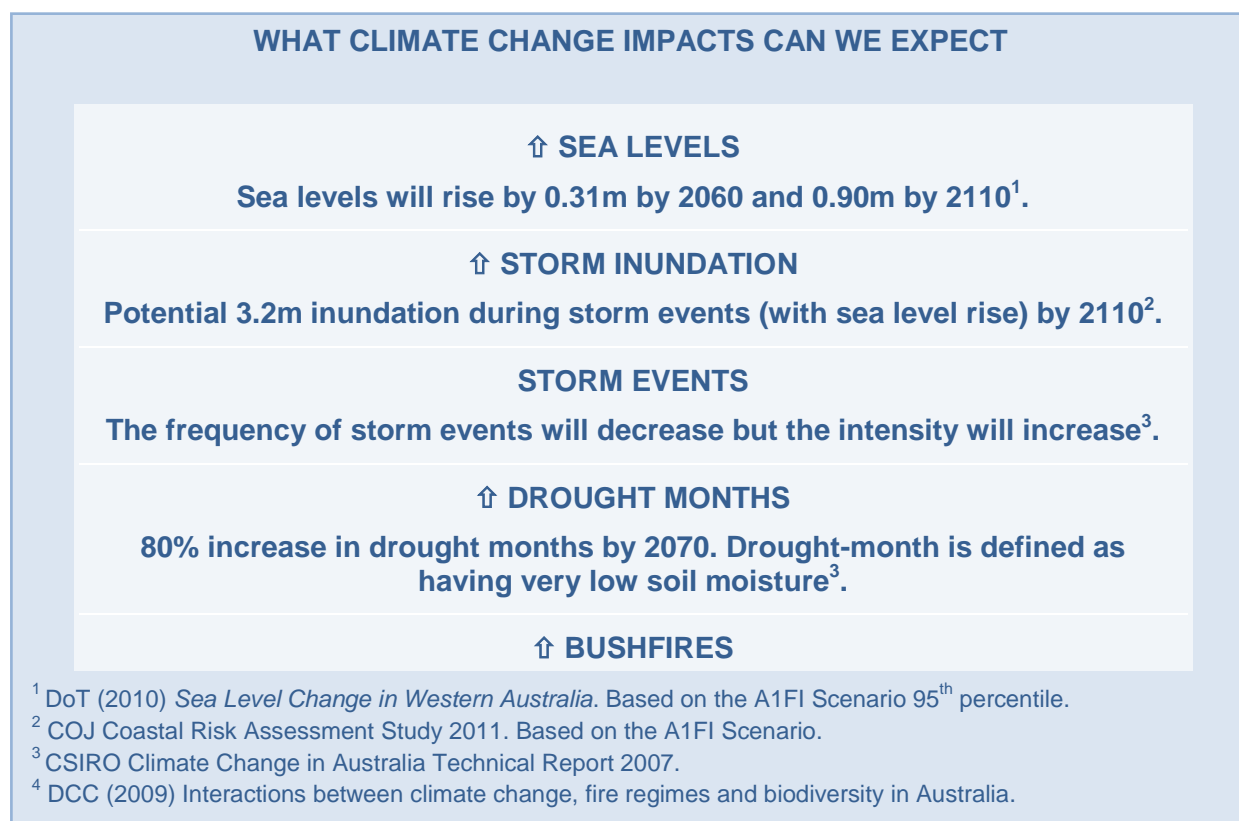 WHAT CLIMATE CHANGE IMPACTS CAN WE EXPECT
⇧ SEA LEVELS
Sea levels will rise by 0.31m by 2060 and 0.90m by 2110¹.
⇧ STORM INUNDATION
Potential 3.2m inundation during storm events (with sea level rise) by 2110².
STORM EVENTS
The frequency of storm events will decrease but the intensity will increase³.
⇧ DROUGHT MONTHS
80% increase in drought months by 2070. Drought-month is defined as
having very low soil moisture³.
⇧ BUSHFIRES
¹ DoT (2010) Sea Level Change in Western Australia. Based on the A1FI Scenario 95ᵗʰ percentile.
² COJ Coastal Risk Assessment Study 2011. Based on the A1FI Scenario.
³ CSIRO Climate Change in Australia Technical Report 2007.
⁴ DCC (2009) Interactions between climate change, fire regimes and biodiversity in Australia.